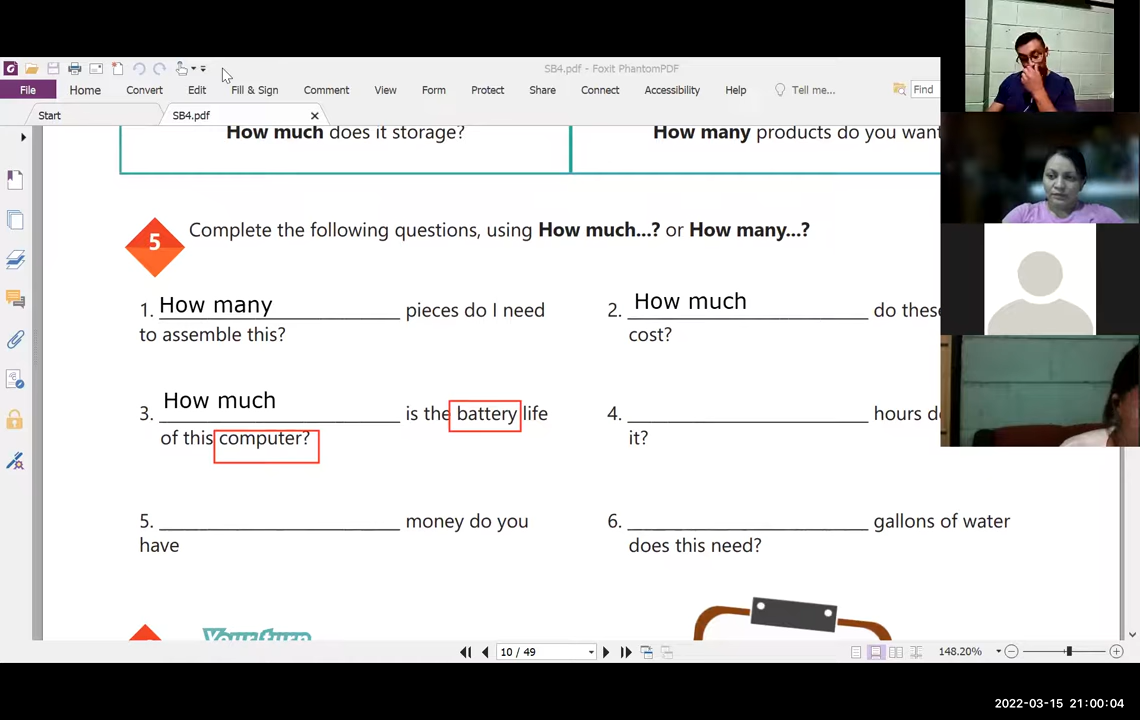 SB4.pdf - Foxit PhantomPDF
File Home Convert Edit Fill & Sign Comment View Form Protect Share Connect Accessibility Help Tell me... Find
Start SB4.pdf
How much does it storage? How many products do you want
5 Complete the following questions, using How much...? or How many...?
1. How many pieces do I need
to assemble this?
2. How much do these
cost?
3. How much is the battery life
of this computer?
4. hours
it?
5. money do you
have
6. gallons of water
does this need?
Your turn
10 / 49 148.20%
2022-03-15 21:00:04